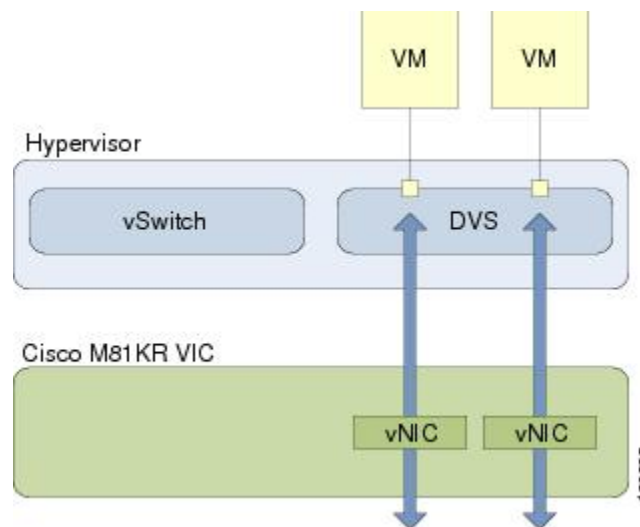 VM VM
Hypervisor
vSwitch DVS
Cisco M81KR VIC
vNIC vNIC